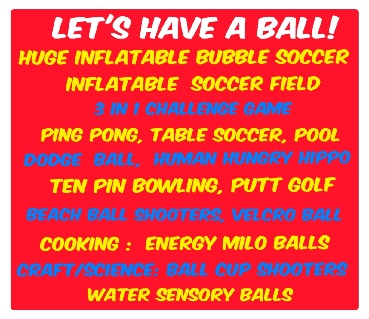 LET'S HAVE A BALL!
HUGE INFLATABLE BUBBLE SOCCER
INFLATABLE SOCCER FIELD
3 IN 1 CHALLENGE GAME
PING PONG, TABLE SOCCER, POOL
DODGE BALL, HUMAN HUNGRY HIPPO
TEN PIN BOWLING, PUTT GOLF
BEACH BALL SHOOTERS, VELCRO BALL
COOKING : ENERGY MILO BALLS
CRAFT/SCIENCE: BALL CUP SHOOTERS
WATER SENSORY BALLS